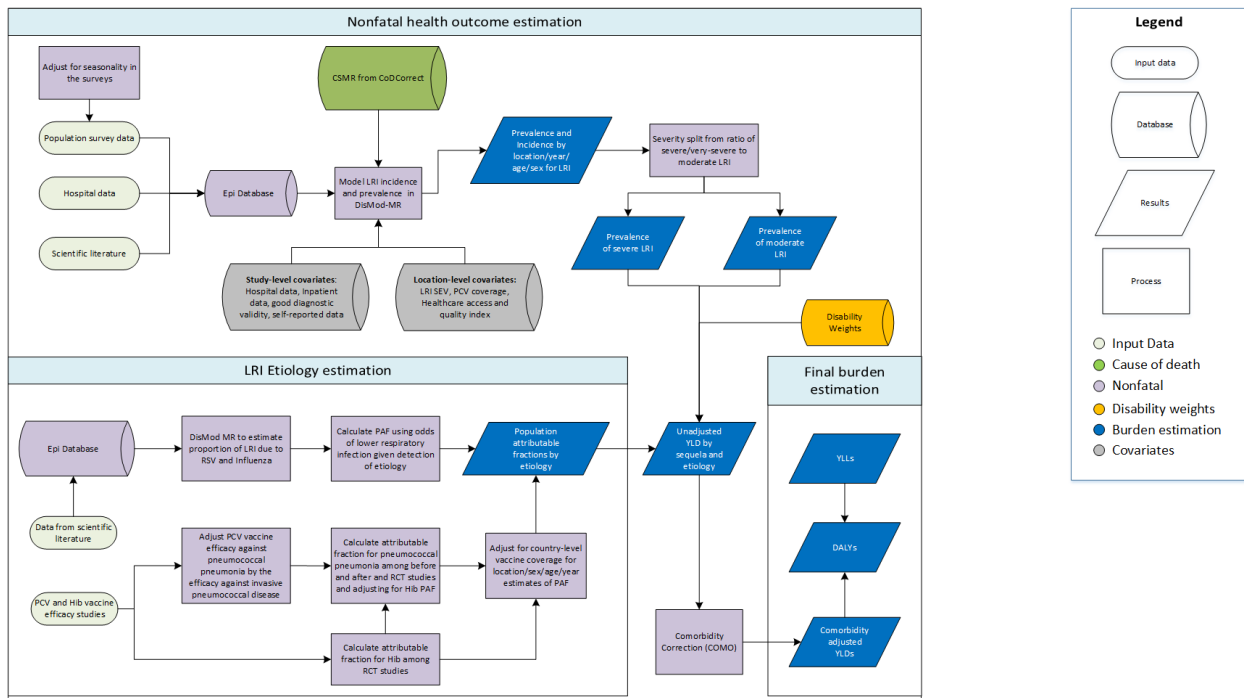 Nonfatal health outcome estimation
Adjust for seasonality in
the surveys
Population survey data
Hospital data
Scientific literature
Epi Database
CSMR from CoDCorrect
Model LRI incidence
and prevalence in
DisMod-MR
Study-level covariates:
Hospital data, Inpatient
data, good diagnostic
validity, self-reported data
Location-level covariates:
LRI SEV, PCV coverage,
Healthcare access and
quality index
Prevalence and
Incidence by
location/year/
age/sex for LRI
Severity split from ratio of
severe/very-severe to
moderate LRI
Prevalence
of severe LRI
Prevalence
of moderate
LRI
Disability
Weights
LRI Etiology estimation
Epi Database
Data from scientific
literature
PCV and Hib vaccine
efficacy studies
DisMod MR to estimate
proportion of LRI due to
RSV and Influenza
Calculate PAF using odds
of lower respiratory
infection given detection
of etiology
Population
attributable
fractions by
etiology
Adjust PCV vaccine
efficacy against
pneumococcal
pneumonia by the
efficacy against invasive
pneumococcal disease
Calculate attributable
fraction for pneumococcal
pneumonia among before
and after and RCT studies
and adjusting for Hib PAF
Adjust for country-level
vaccine coverage for
location/sex/age/year
estimates of PAF
Calculate attributable
fraction for Hib among
RCT studies
Unadjusted
YLD by
sequela and
etiology
Comorbidity
Correction (COMO)
Final burden
estimation
YLLs
DALYs
Comorbidity
adjusted
YLDs
Legend
Input data
Database
Results
Process
Input Data
Cause of death
Nonfatal
Disability weights
Burden estimation
Covariates